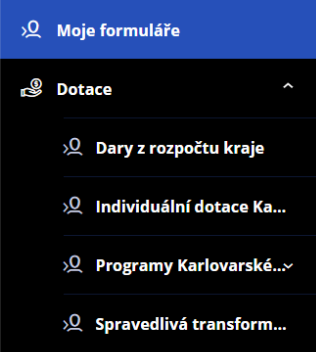 Moje formuláře
Dotace
Dary z rozpočtu kraje
Individuální dotace Ka...
Programy Karlovarské...
Spravedlivá transform...